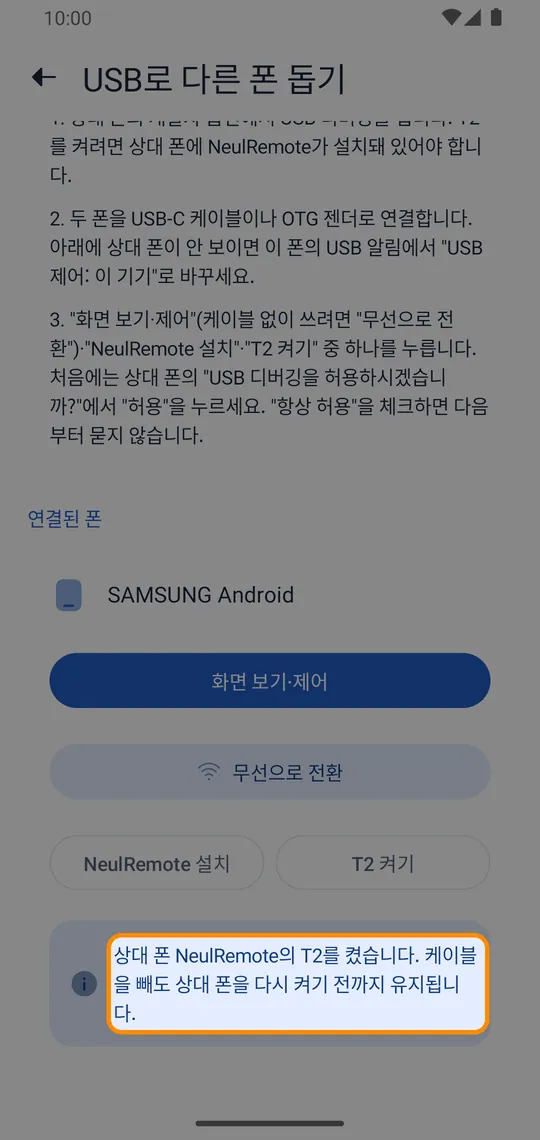 10:00
USB로 다른 폰 돕기
를 켜려면 상대 폰에 NeulRemote가 설치돼 있어야 합니
다.
2. 두 폰을 USB-C 케이블이나 OTG 젠더로 연결합니다.
아래에 상대 폰이 안 보이면 이 폰의 USB 알림에서 "USB
제어: 이 기기"로 바꾸세요.
3. "화면 보기·제어"(케이블 없이 쓰려면 "무선으로 전
환")·"NeulRemote 설치"·"T2 켜기" 중 하나를 누릅니다.
처음에는 상대 폰의 "USB 디버깅을 허용하시겠습니
까?"에서 "허용"을 누르세요. "항상 허용"을 체크하면 다음
부터 묻지 않습니다.
연결된 폰
SAMSUNG Android
화면 보기·제어
무선으로 전환
NeulRemote 설치
T2 켜기
상대 폰 NeulRemote의 T2를 켰습니다. 케이블
을 빼도 상대 폰을 다시 켜기 전까지 유지됩니
다.